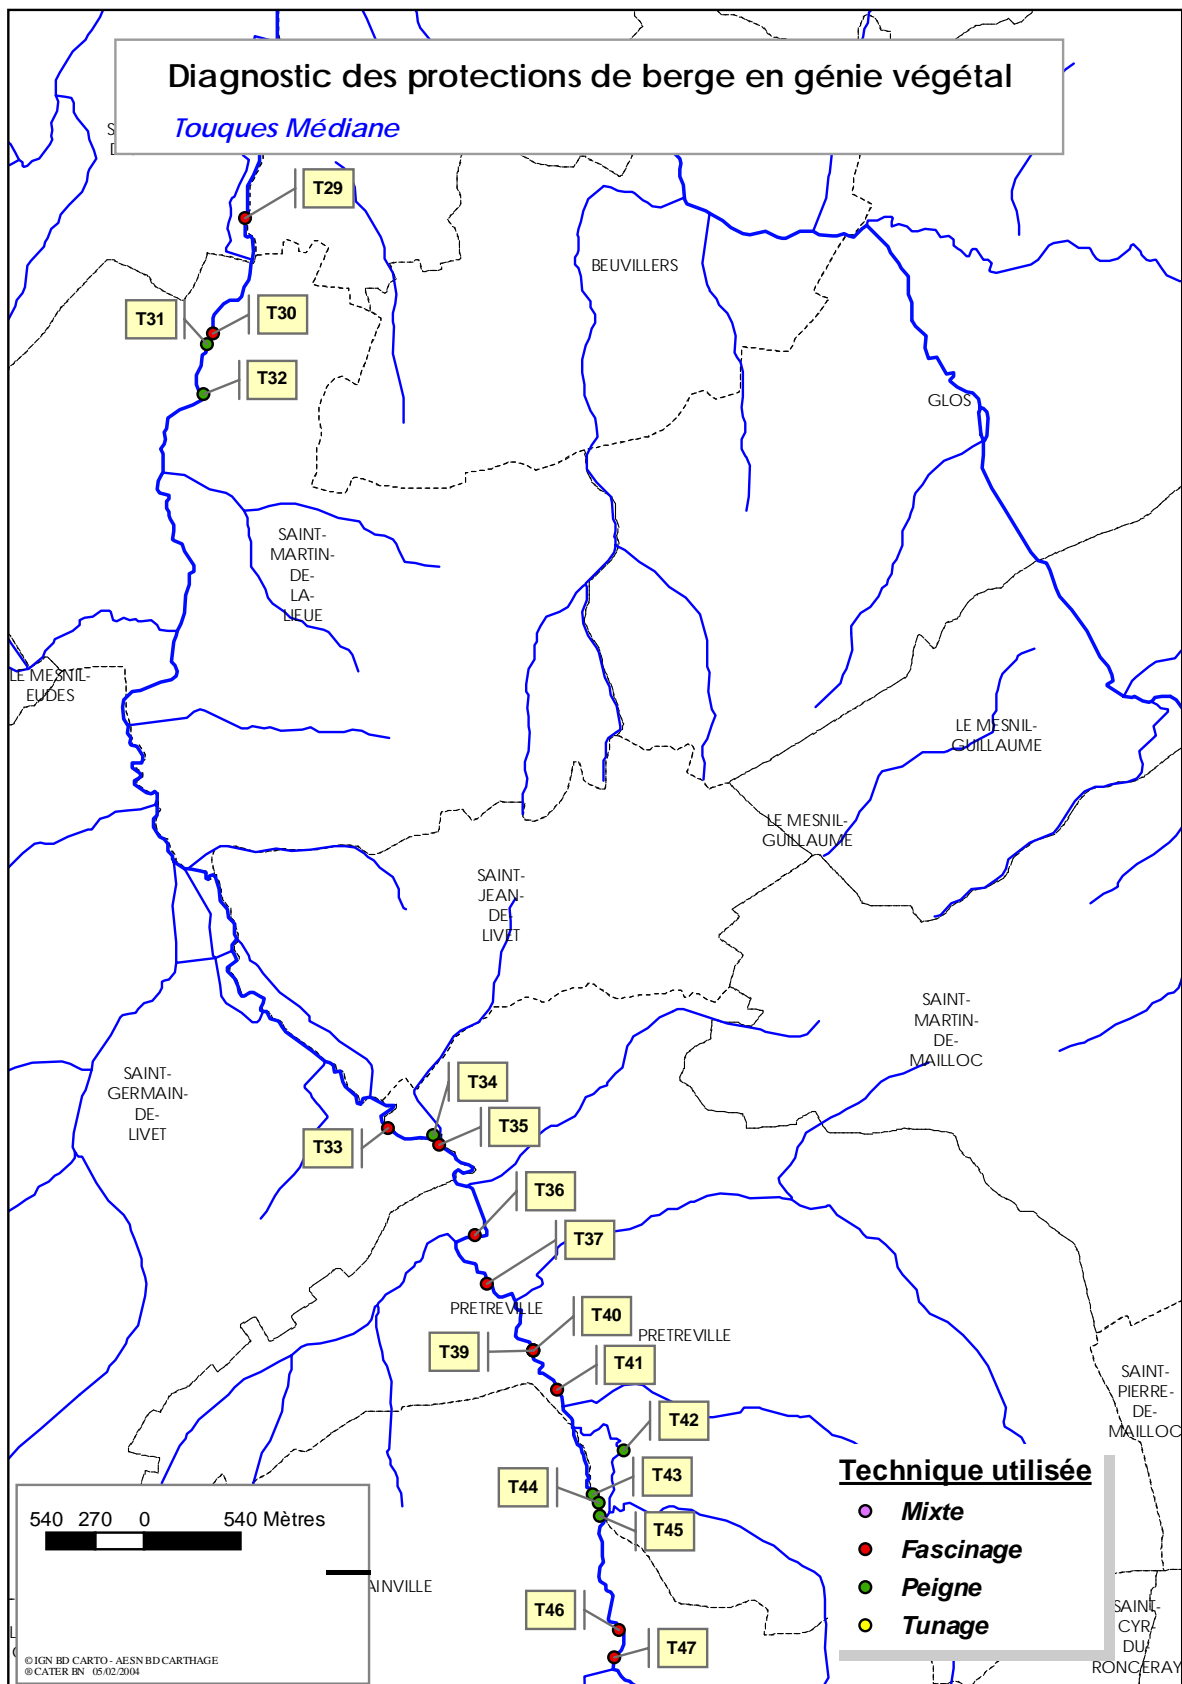 Diagnostic des protections de berge en génie végétal
Touques Médiane
T29
BEUVILLERS
T31
T30
T32
GLOS
SAINT-
MARTIN-
DE-
LA-
LIEUE
LE MESNIL-
EUDES
LE MESNIL-
GUILLAUME
LE MESNIL-
GUILLAUME
SAINT-
JEAN-
DE-
LIVET
SAINT-
MARTIN-
DE-
MAILLOC
SAINT-
GERMAIN-
DE-
LIVET
T34
T35
T33
T36
T37
PRETREVILLE
T40
PRETREVILLE
T39
T41
SAINT-
PIERRE-
DE-
MAILLOC
T42
T43
T44
T45
T46
T47
AINVILLE
SAINT-
CYR-
DU-
RONCERAY
540 270 0 540 Mètres
© IGN BD CARTO - AESN BD CARTHAGE
® CATER BN 05/02/2004
Technique utilisée
Mixte
Fascinage
Peigne
Tunage